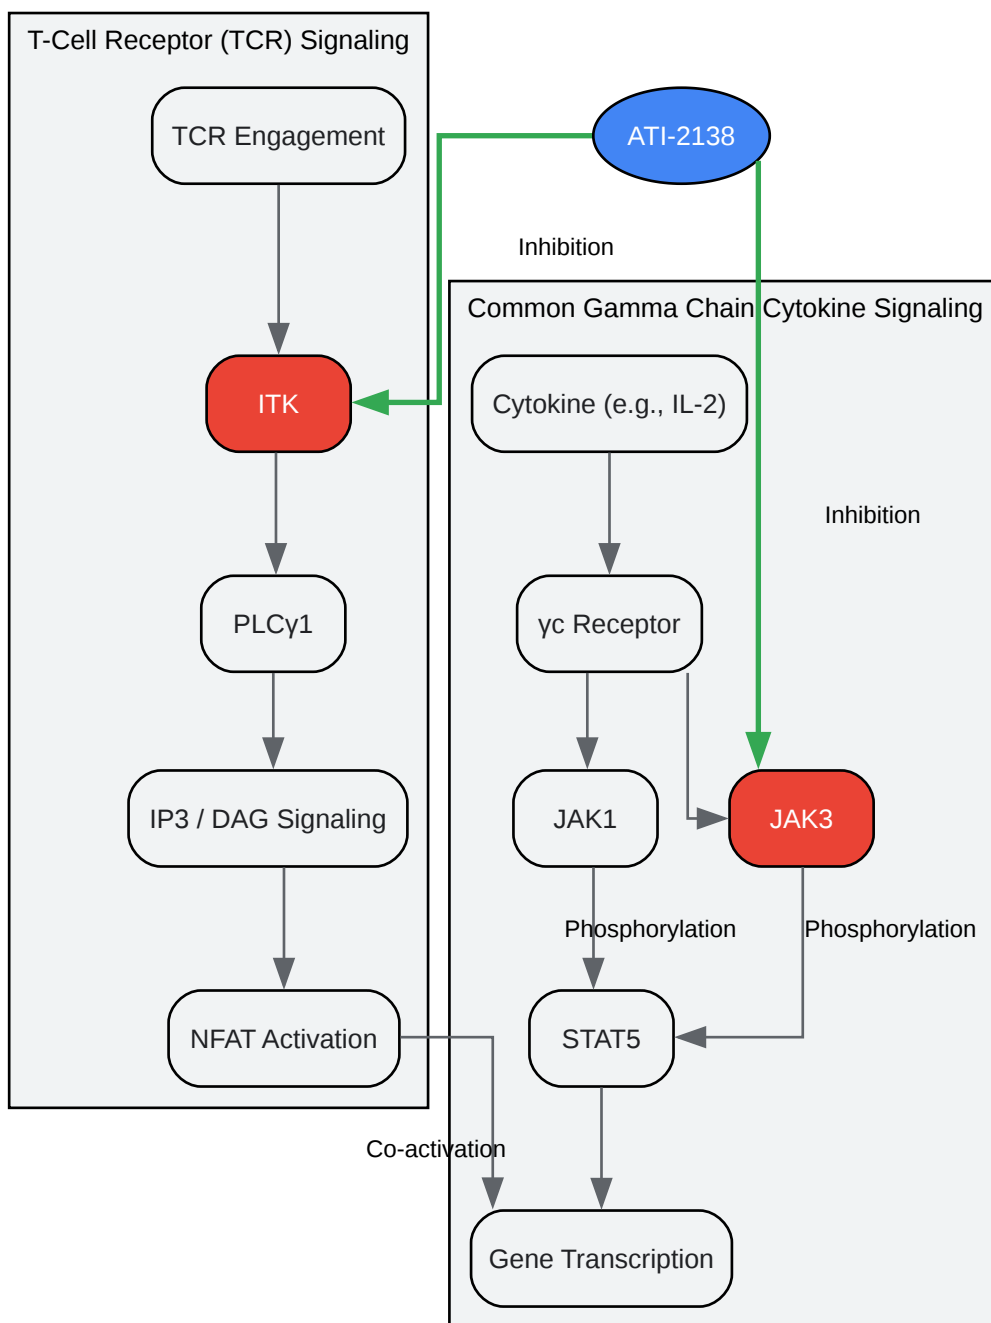 T-Cell Receptor (TCR) Signaling
TCR Engagement
ATI-2138
Inhibition
Common Gamma Chain Cytokine Signaling
ITK
Cytokine (e.g., IL-2)
Inhibition
PLCγ1
γc Receptor
IP3 / DAG Signaling
JAK1
JAK3
Phosphorylation
Phosphorylation
NFAT Activation
STAT5
Co-activation
Gene Transcription